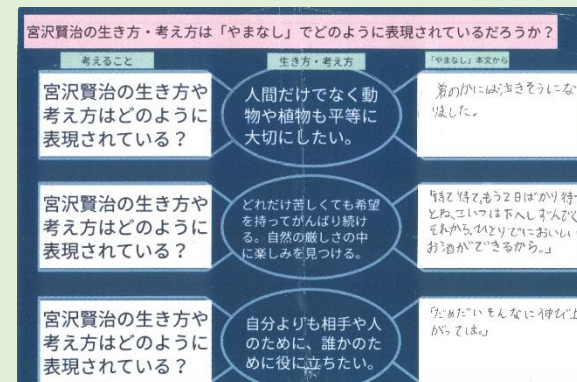 宮沢賢治の生き方・考え方は「やまなし」でどのように表現されているだろうか？
考えること
生き方・考え方
「やまなし」本文から
宮沢賢治の生き方や
考え方はどのように
表現されている？
人間だけでなく動
物や植物も平等に
大切にしたい。
弟のかには泣きそうにな
りました。
宮沢賢治の生き方や
考え方はどのように
表現されている？
どれだけ苦しくても希望
を持ってがんばり続け
る。自然の厳しさの中
に楽しみを見つける。
「待て待て、もう2日ばかり待つ
とね、こいつは下へしずんでく
それから、ひとりでにおいしい
お酒ができるから。」
宮沢賢治の生き方や
考え方はどのように
表現されている？
自分よりも相手や人
のために、誰かのた
めに役に立ちたい。
「だめだいそんなに伸び上
がっては。」